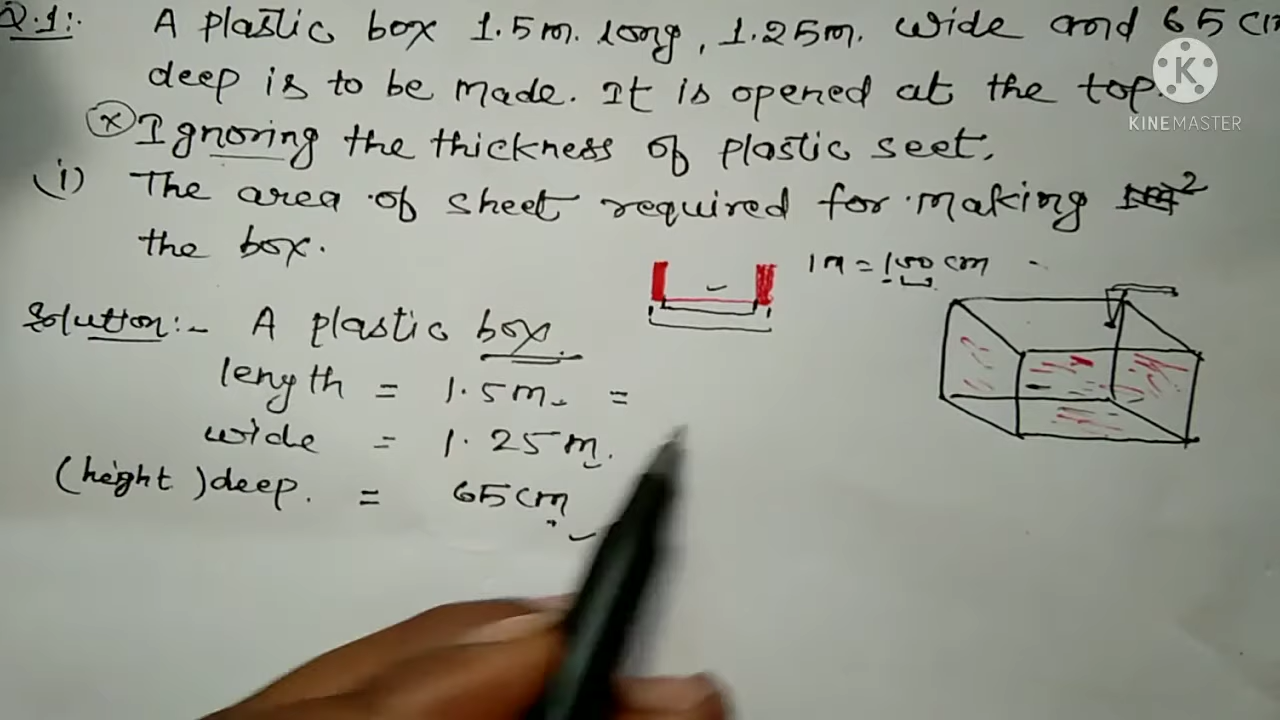 Q.1:. A plastic box 1.5m. long, 1.25m. wide and 65 cm
deep is to be made. It is opened at the top.
KINEMASTER
(x) Ignoring the thickness of plastic seet.
(i) The area of sheet required for making
the box.
1m = 100 cm
Solution:- A plastic box.
length = 1.5m. =
wide = 1.25m.
(height) deep. = 65cm